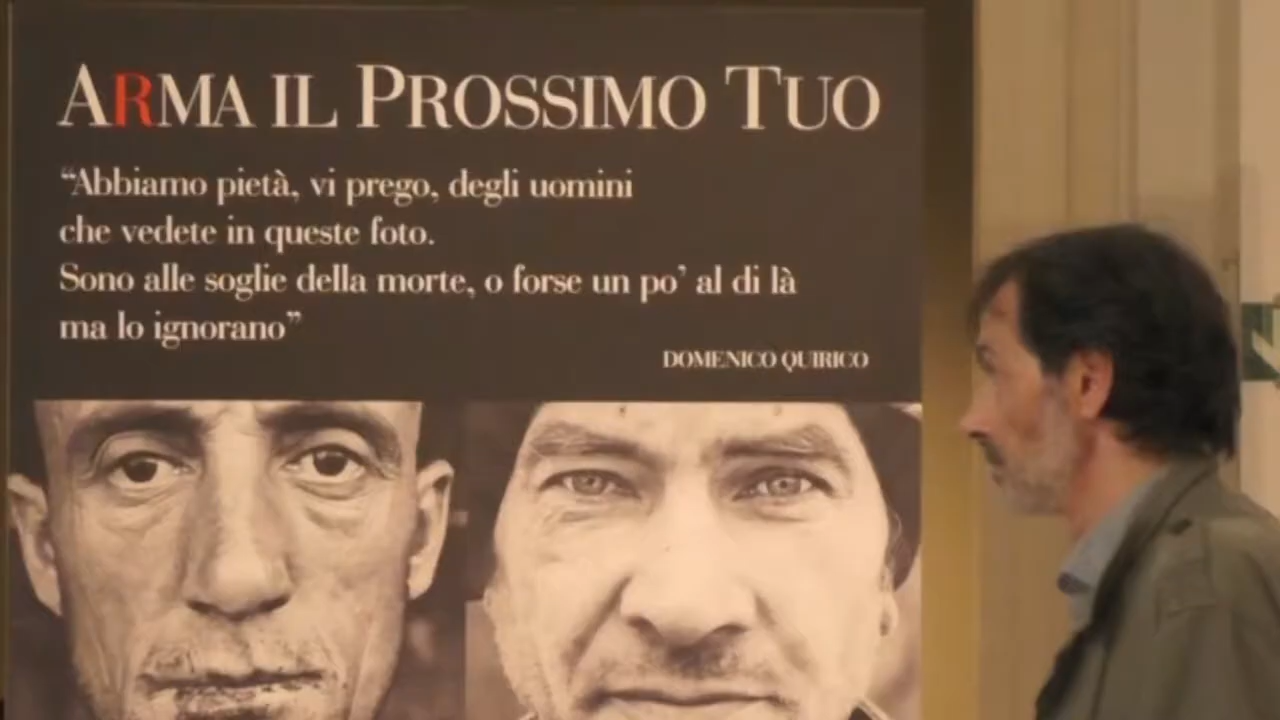 ARMA IL PROSSIMO TUO
“Abbiamo pietà, vi prego, degli uomini
che vedete in queste foto.
Sono alle soglie della morte, o forse un po’ al di là
ma lo ignorano”
DOMENICO QUIRICO